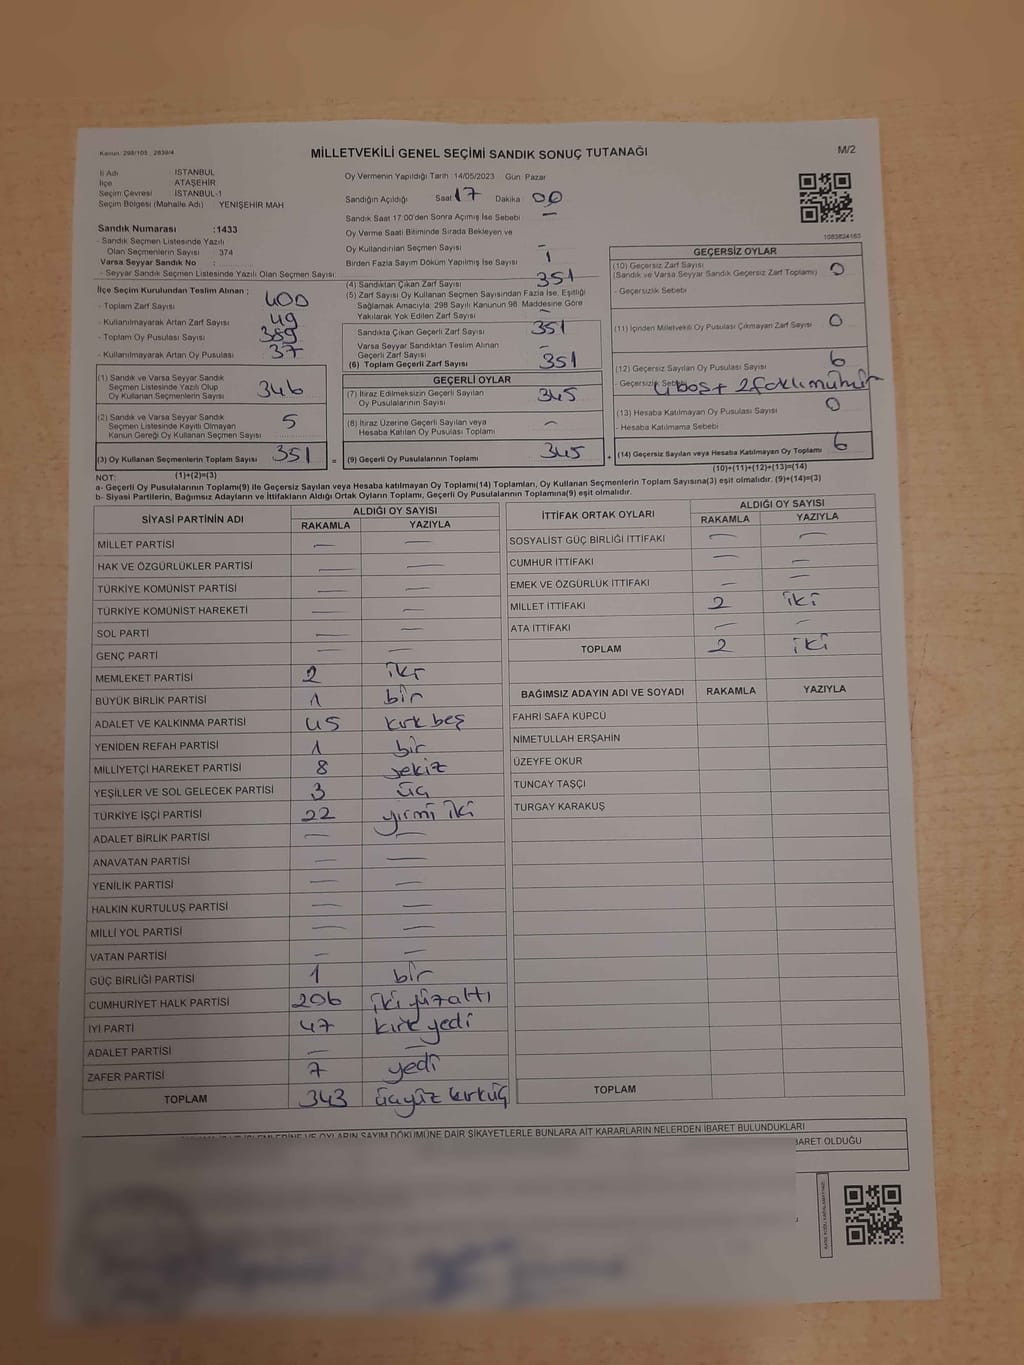 Kanun: 298/105 2839/4
MİLLETVEKİLİ GENEL SEÇİMİ SANDIK SONUÇ TUTANAĞI
M/2
İl Adı : İSTANBUL
İlçe : ATAŞEHİR
Seçim Çevresi : İSTANBUL-1
Seçim Bölgesi (Mahalle Adı) : YENİŞEHİR MAH
Sandık Numarası : 1433
- Sandık Seçmen Listesinde Yazılı
Olan Seçmenlerin Sayısı : 374
Varsa Seyyar Sandık No :
- Seyyar Sandık Seçmen Listesinde Yazılı Olan Seçmen Sayısı:
Oy Vermenin Yapıldığı Tarih : 14/05/2023 Gün: Pazar
Sandığın Açıldığı Saat 17 Dakika : 00
Sandık Saat 17:00'den Sonra Açmış İse Sebebi –
Oy Verme Saati Bitiminde Sırada Bekleyen ve
Oy Kullandırılan Seçmen Sayısı –
Birden Fazla Sayım Döküm Yapılmış İse Sayısı 1
1083824163
İlçe Seçim Kurulundan Teslim Alınan ;
- Toplam Zarf Sayısı : 400
- Kullanılmayarak Artan Zarf Sayısı : 49
- Toplam Oy Pusulası Sayısı :
- Kullanılmayarak Artan Oy Pusulası : 37
(1) Sandık ve Varsa Seyyar Sandık
Seçmen Listesinde Yazılı Olup
Oy Kullanan Seçmenlerin Sayısı 346
(2) Sandık ve Varsa Seyyar Sandık
Seçmen Listesinde Kayıtlı Olmayan
Kanun Gereği Oy Kullanan Seçmen Sayısı 5
(3) Oy Kullanan Seçmenlerin Toplam Sayısı 351
(4) Sandıktan Çıkan Zarf Sayısı 351
(5) Zarf Sayısı Oy Kullanan Seçmen Sayısından Fazla İse, Eşitliği
Sağlamak Amacıyla; 298 Sayılı Kanunun 98. Maddesine Göre
Yakılarak Yok Edilen Zarf Sayısı –
Sandıkta Çıkan Geçerli Zarf Sayısı 351
Varsa Seyyar Sandıktan Teslim Alınan
Geçerli Zarf Sayısı –
(6) Toplam Geçerli Zarf Sayısı 351
GEÇERLİ OYLAR
(7) İtiraz Edilmeksizin Geçerli Sayılan
Oy Pusulalarının Sayısı 345
(8) İtiraz Üzerine Geçerli Sayılan veya
Hesaba Katılan Oy Pusulası Toplamı –
= (9) Geçerli Oy Pusulalarının Toplamı 345
GEÇERSİZ OYLAR
(10) Geçersiz Zarf Sayısı
(Sandık ve Varsa Seyyar Sandık Geçersiz Zarf Toplamı) 0
- Geçersizlik Sebebi
(11) İçinden Milletvekili Oy Pusulası Çıkmayan Zarf Sayısı 0
(12) Geçersiz Sayılan Oy Pusulası Sayısı 6
- Geçersizlik Sebebi 4 boş + 2 faklı mühür
(13) Hesaba Katılmayan Oy Pusulası Sayısı 0
- Hesaba Katılmama Sebebi
+ (14) Geçersiz Sayılan veya Hesaba Katılmayan Oy Toplamı 6
NOT: (1)+(2)=(3)
(10)+(11)+(12)+(13)=(14)
a- Geçerli Oy Pusulalarının Toplamı(9) ile Geçersiz Sayılan veya Hesaba katılmayan Oy Toplamı(14) Toplamları, Oy Kullanan Seçmenlerin Toplam Sayısına(3) eşit olmalıdır. (9)+(14)=(3)
b- Siyasi Partilerin, Bağımsız Adayların ve İttifakların Aldığı Ortak Oyların Toplamı, Geçerli Oy Pusulalarının Toplamına(9) eşit olmalıdır.
SİYASİ PARTİNİN ADI ALDIĞI OY SAYISI
RAKAMLA YAZIYLA
MİLLET PARTİSİ – –
HAK VE ÖZGÜRLÜKLER PARTİSİ – –
TÜRKİYE KOMÜNİST PARTİSİ – –
TÜRKİYE KOMÜNİST HAREKETİ – –
SOL PARTİ – –
GENÇ PARTİ – –
MEMLEKET PARTİSİ 2 iki
BÜYÜK BİRLİK PARTİSİ 1 bir
ADALET VE KALKINMA PARTİSİ 45 kırk beş
YENİDEN REFAH PARTİSİ 1 bir
MİLLİYETÇİ HAREKET PARTİSİ 8 sekiz
YEŞİLLER VE SOL GELECEK PARTİSİ 3 üç
TÜRKİYE İŞÇİ PARTİSİ 22 yirmi iki
ADALET BİRLİK PARTİSİ – –
ANAVATAN PARTİSİ – –
YENİLİK PARTİSİ – –
HALKIN KURTULUŞ PARTİSİ – –
MİLLİ YOL PARTİSİ – –
VATAN PARTİSİ – –
GÜÇ BİRLİĞİ PARTİSİ 1 bir
CUMHURİYET HALK PARTİSİ 206 iki yüz altı
İYİ PARTİ 47 kırk yedi
ADALET PARTİSİ – –
ZAFER PARTİSİ 7 yedi
TOPLAM 343 üçyüz kırküç
İTTİFAK ORTAK OYLARI ALDIĞI OY SAYISI
RAKAMLA YAZIYLA
SOSYALİST GÜÇ BİRLİĞİ İTTİFAKI – –
CUMHUR İTTİFAKI – –
EMEK VE ÖZGÜRLÜK İTTİFAKI – –
MİLLET İTTİFAKI 2 iki
ATA İTTİFAKI – –
TOPLAM 2 iki
BAĞIMSIZ ADAYIN ADI VE SOYADI RAKAMLA YAZIYLA
FAHRİ SAFA KÜPCÜ
NİMETULLAH ERŞAHİN
ÜZEYFE OKUR
TUNCAY TAŞÇI
TURGAY KARAKUŞ
TOPLAM
VE OYLARIN SAYIM DÖKÜMÜNE DAİR ŞİKAYETLERLE BUNLARA AİT KARARLARIN NELERDEN İBARET BULUNDUKLARI
BARET OLDUĞU